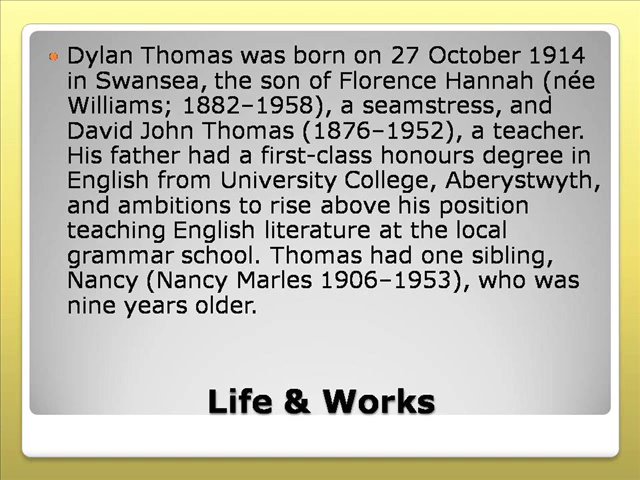 Dylan Thomas was born on 27 October 1914
in Swansea, the son of Florence Hannah (née
Williams; 1882–1958), a seamstress, and
David John Thomas (1876–1952), a teacher.
His father had a first-class honours degree in
English from University College, Aberystwyth,
and ambitions to rise above his position
teaching English literature at the local
grammar school. Thomas had one sibling,
Nancy (Nancy Marles 1906–1953), who was
nine years older.
Life & Works